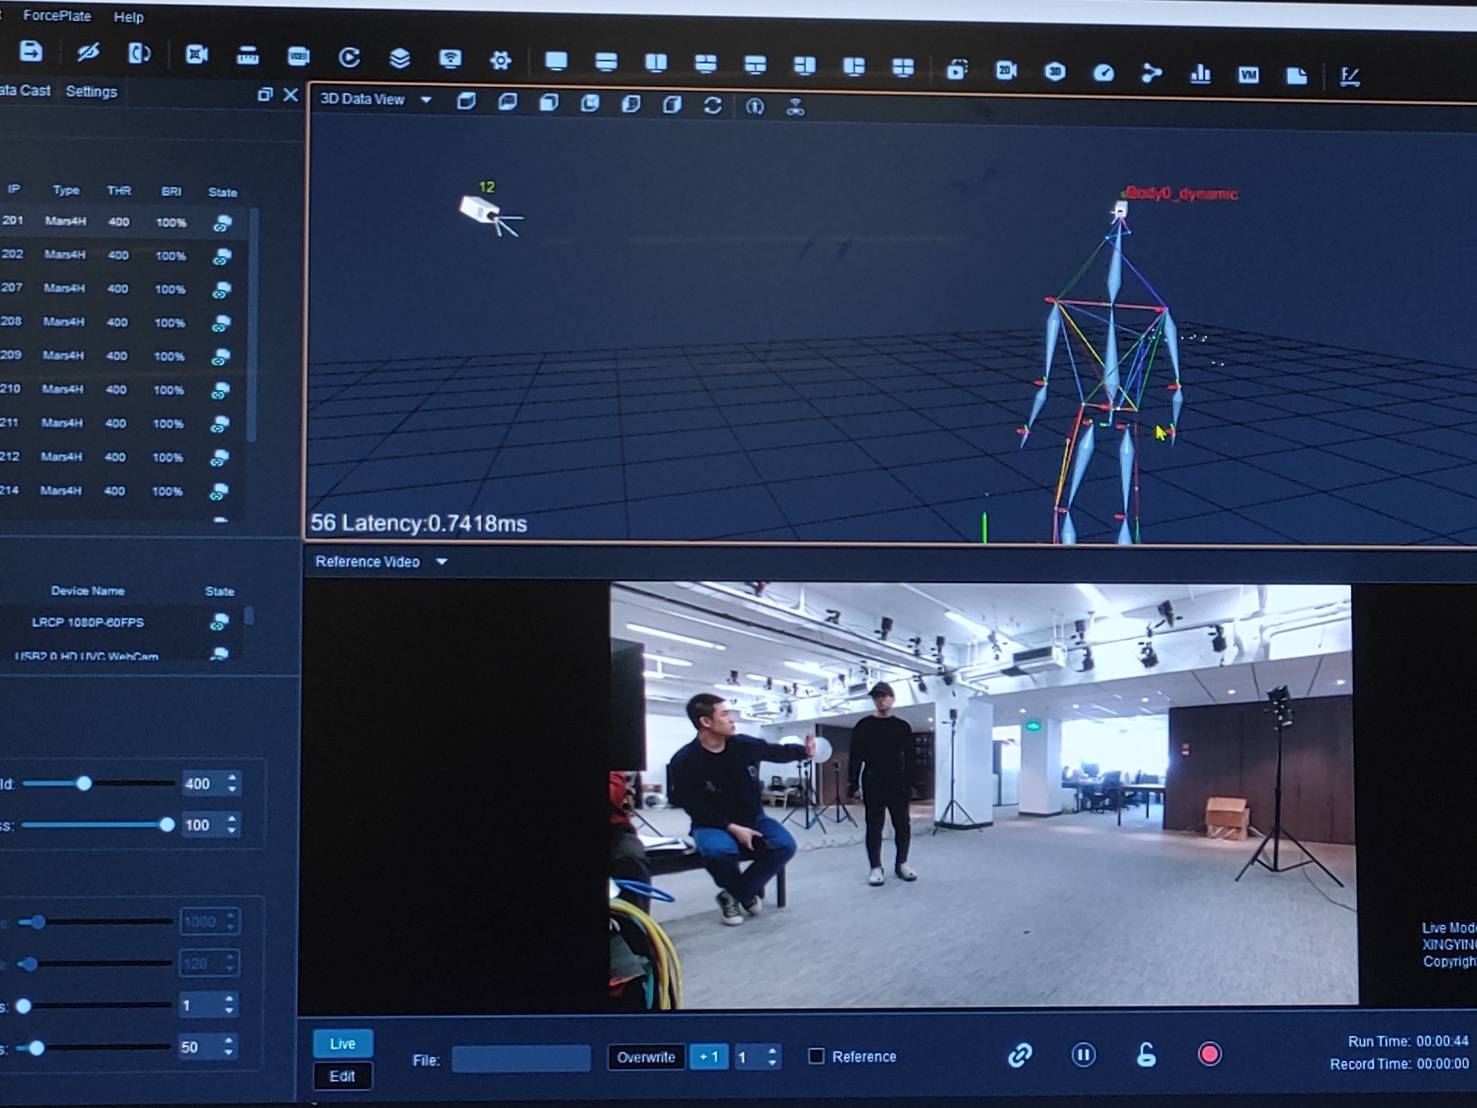 ForcePlate Help
ata Cast Settings
3D Data View
IP Type THR BRI State
201 Mars4H 400 100%
202 Mars4H 400 100%
207 Mars4H 400 100%
208 Mars4H 400 100%
209 Mars4H 400 100%
210 Mars4H 400 100%
211 Mars4H 400 100%
212 Mars4H 400 100%
214 Mars4H 400 100%
12
Body0_dynamic
56 Latency:0.7418ms
Reference Video
Device Name State
LRCP 1080P-60FPS
USB2.0 HD UVC WebCam
ld: 400
ss: 100
1000
120
s: 1
s: 50
Live Mod
XINGYIN
Copyrigh
Live
Edit
File:
Overwrite +1 1
Reference
Run Time: 00:00:44
Record Time: 00:00:00